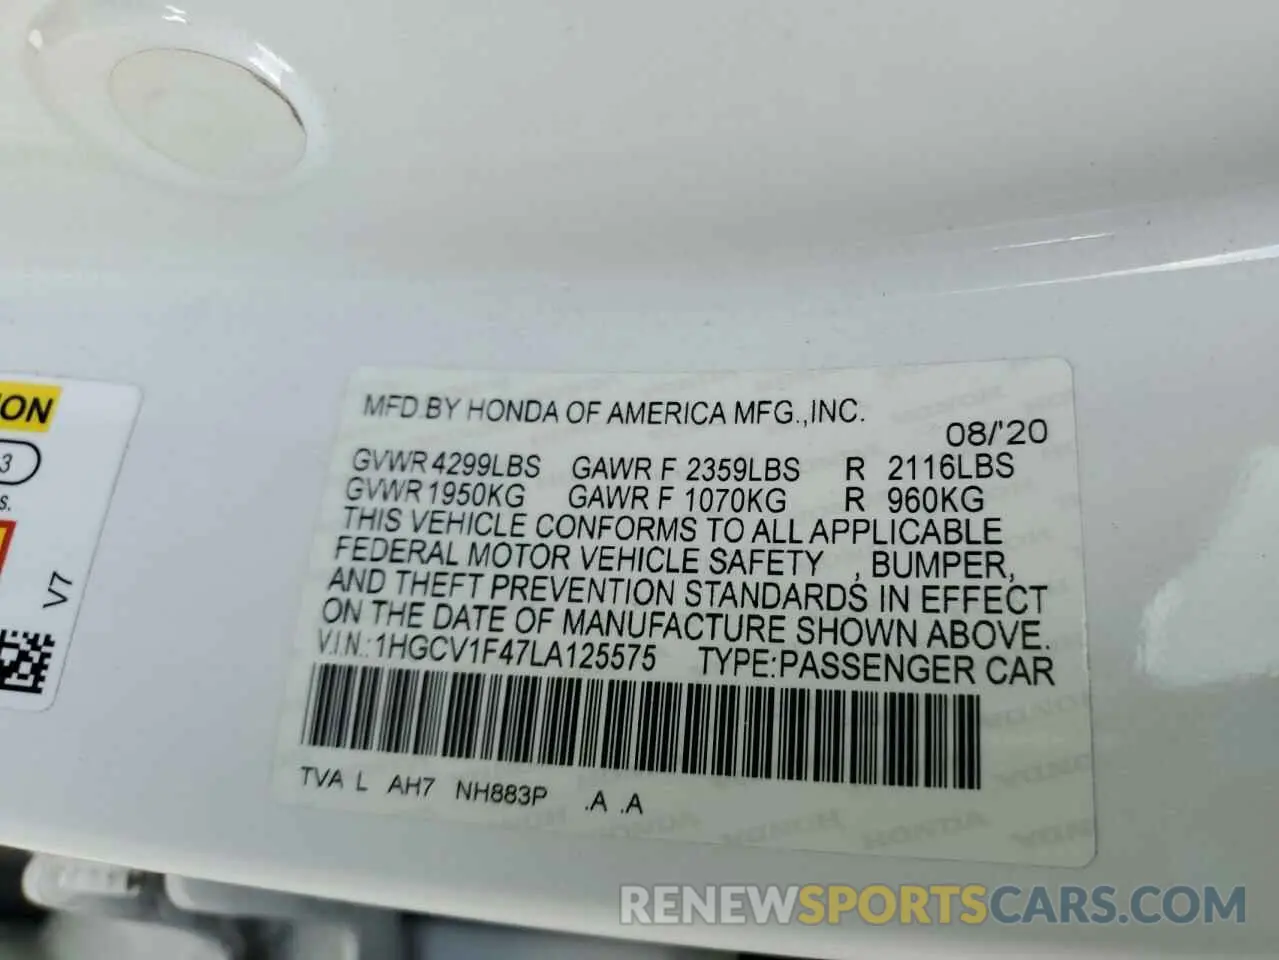 MFD BY HONDA OF AMERICA MFG.,INC.
08/'20
GVWR 4299LBS GAWR F 2359LBS R 2116LBS
GVWR 1950KG GAWR F 1070KG R 960KG
THIS VEHICLE CONFORMS TO ALL APPLICABLE
FEDERAL MOTOR VEHICLE SAFETY , BUMPER,
AND THEFT PREVENTION STANDARDS IN EFFECT
ON THE DATE OF MANUFACTURE SHOWN ABOVE.
V.I.N.: 1HGCV1F47LA125575 TYPE:PASSENGER CAR
TVA L AH7 NH883P .A .A
3
V7
RENEWSPORTSCARS.COM